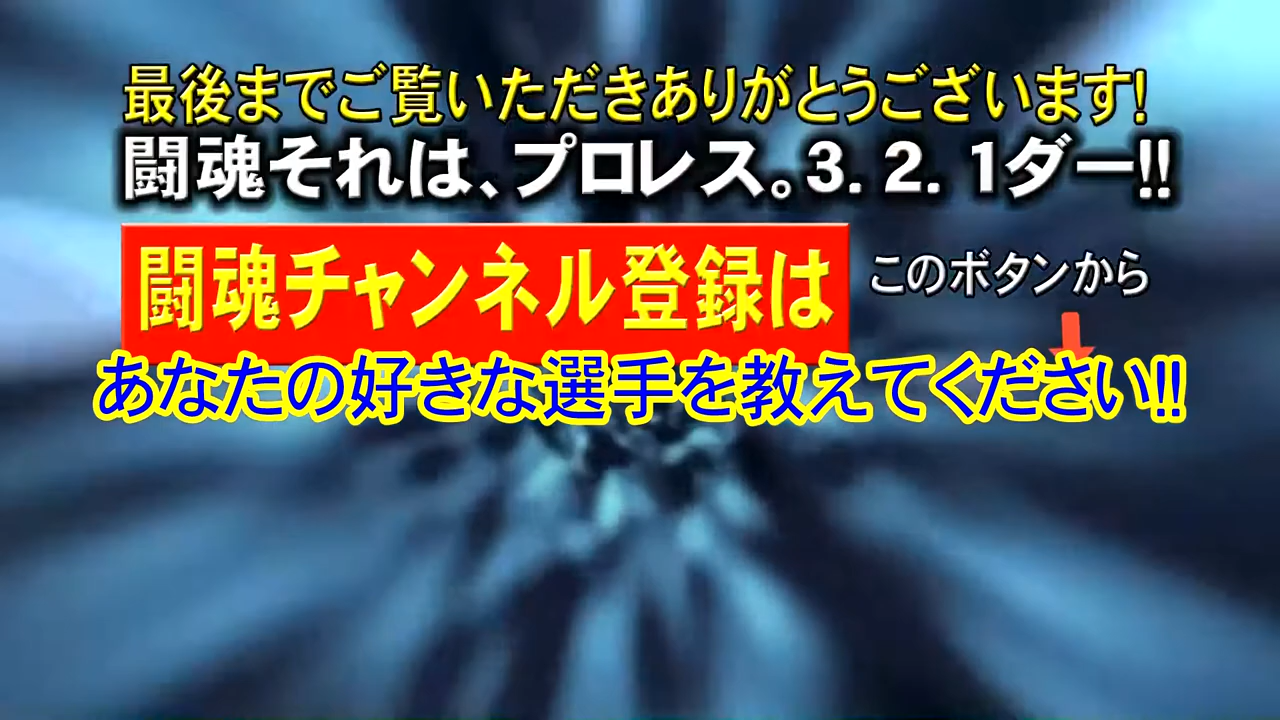 最後までご覧いただきありがとうございます!
闘魂それは、プロレス。3. 2. 1ダー!!
闘魂チャンネル登録は
このボタンから
あなたの好きな選手を教えてください!!